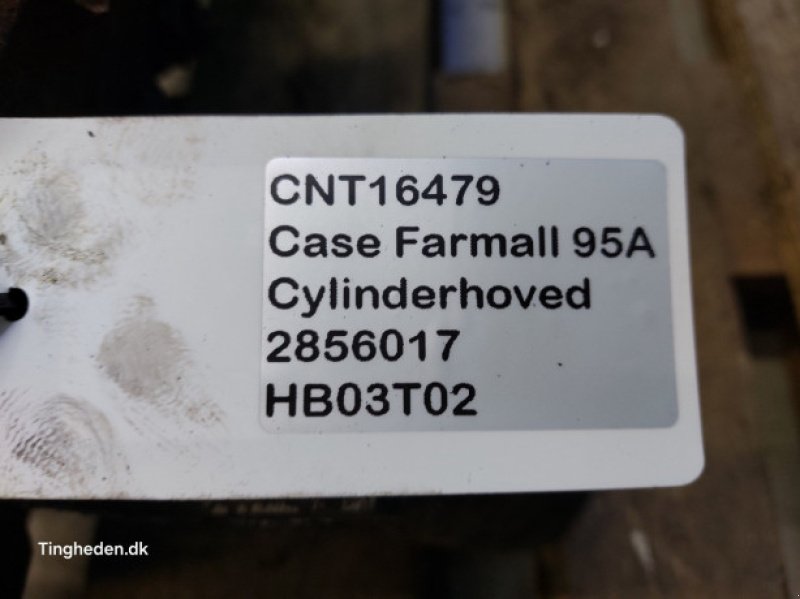 CNT16479
Case Farmall 95A
Cylinderhoved
2856017
HB03T02
Tingheden.dk